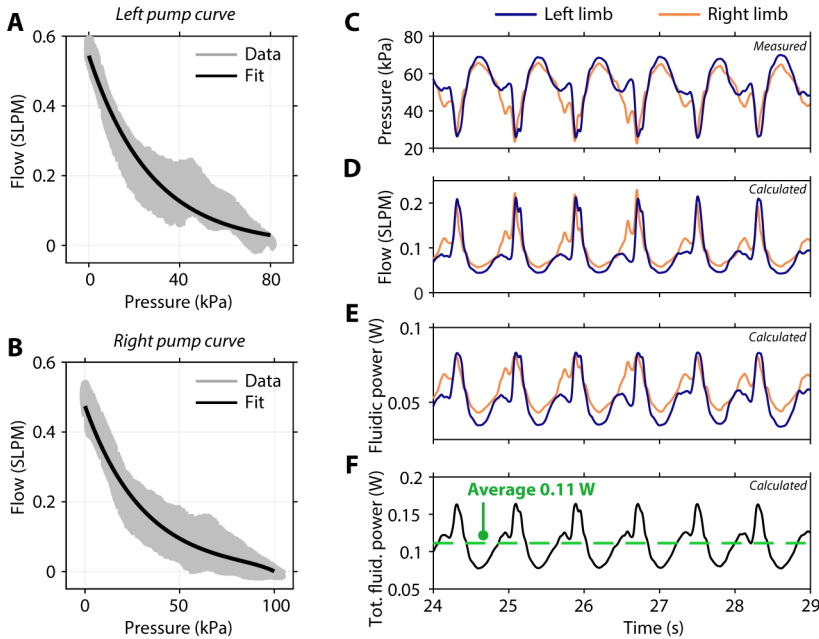 A
Left pump curve
0.6
0.4
0.2
0
Flow (SLPM)
Data
Fit
0
40
80
Pressure (kPa)
B
Right pump curve
0.6
0.4
0.2
0
Flow (SLPM)
Data
Fit
0
50
100
Pressure (kPa)
Left limb
Right limb
C
80
60
40
20
Pressure (kPa)
Measured
D
0.2
0.1
0
Flow (SLPM)
Calculated
E
0.1
0.05
Fluidic power (W)
Calculated
F
0.2
0.15
0.1
0.05
Tot. fluid. power (W)
Calculated
Average 0.11 W
24
25
26
27
28
29
Time (s)